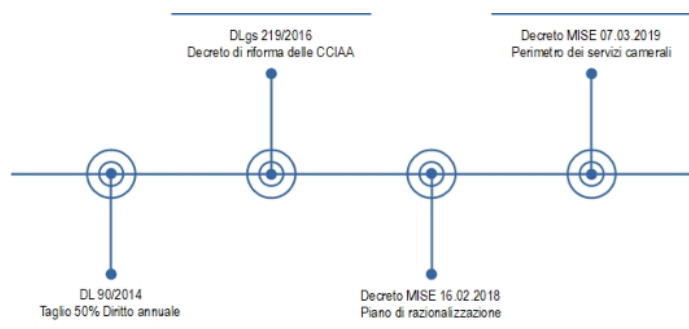 DLgs 219/2016
Decreto di riforma delle CCIAA
Decreto MISE 07.03.2019
Perimetro dei servizi camerali
DL 90/2014
Taglio 50% Diritto annuale
Decreto MISE 16.02.2018
Piano di razionalizzazione